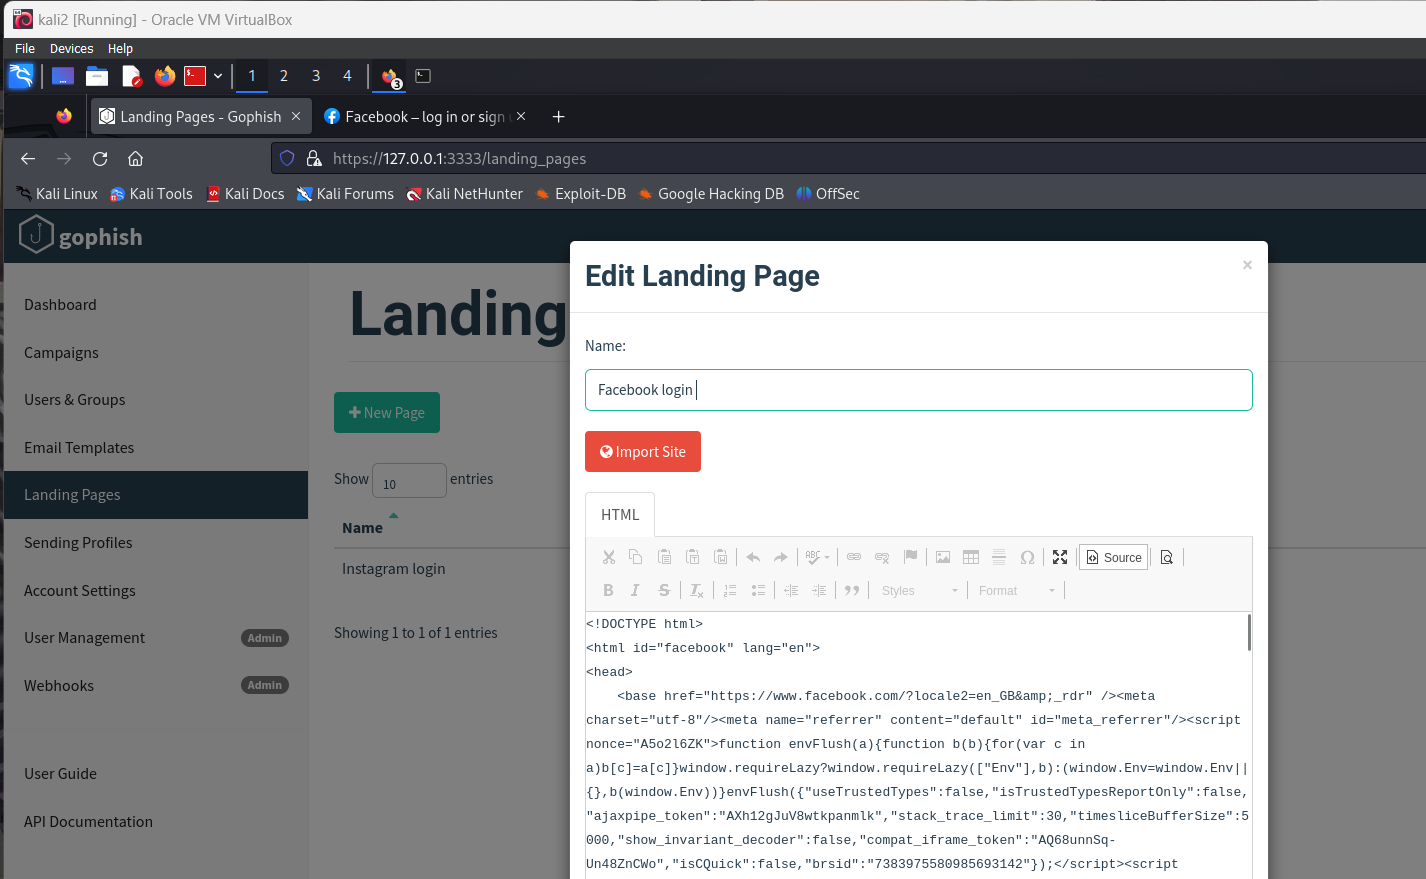 kali2 [Running] - Oracle VM VirtualBox
File Devices Help
1 2 3 4 3
Landing Pages - Gophish × Facebook – log in or sign × +
https://127.0.0.1:3333/landing_pages
Kali Linux Kali Tools Kali Docs Kali Forums Kali NetHunter Exploit-DB Google Hacking DB OffSec
gophish
Dashboard
Campaigns
Users & Groups
Email Templates
Landing Pages
Sending Profiles
Account Settings
User Management Admin
Webhooks Admin
User Guide
API Documentation
Landing
+ New Page
Show 10 entries
Name
Instagram login
Showing 1 to 1 of 1 entries
Edit Landing Page ×
Name:
Facebook login
Import Site
HTML
ABC Ω Source
B I S Ix Styles Format
<!DOCTYPE html>
<html id="facebook" lang="en">
<head>
<base href="https://www.facebook.com/?locale2=en_GB&amp;_rdr" /><meta
charset="utf-8"/><meta name="referrer" content="default" id="meta_referrer"/><script
nonce="A5o2l6ZK">function envFlush(a){function b(b){for(var c in
a)b[c]=a[c]}window.requireLazy?window.requireLazy(["Env"],b):(window.Env=window.Env||
{},b(window.Env))}envFlush({"useTrustedTypes":false,"isTrustedTypesReportOnly":false,
"ajaxpipe_token":"AXh12gJuV8wtkpanmlk","stack_trace_limit":30,"timesliceBufferSize":5
000,"show_invariant_decoder":false,"compat_iframe_token":"AQ68unnSq-
Un48ZnCWo","isCQuick":false,"brsid":"7383975580985693142"});</script><script